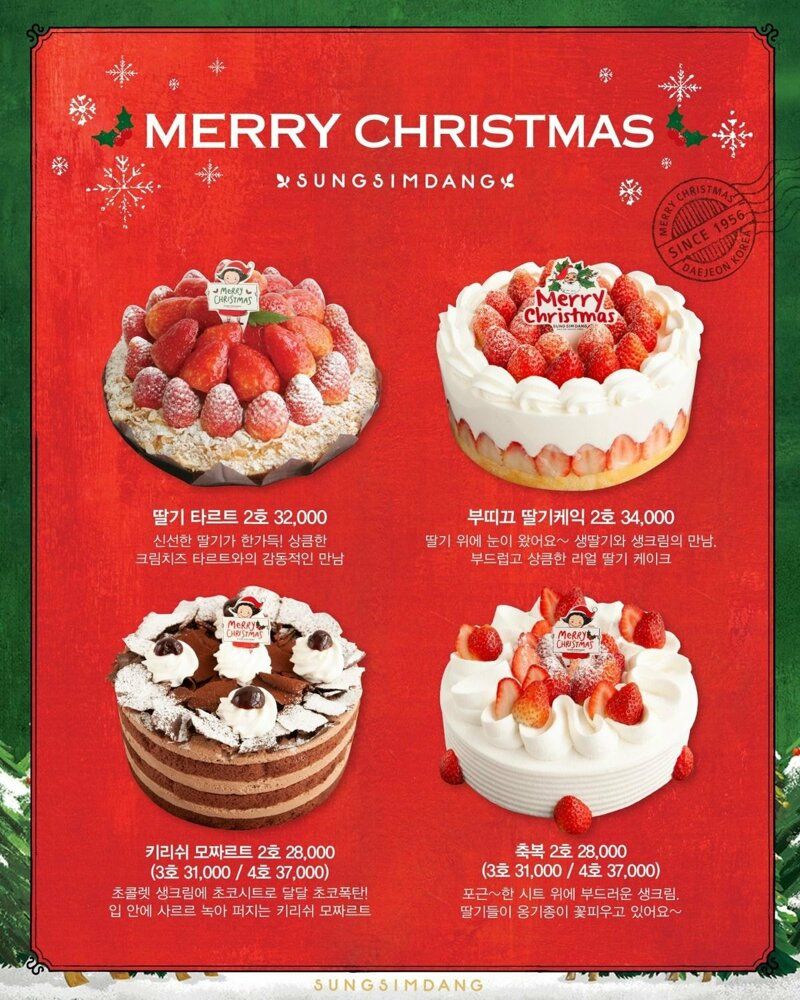 MERRY CHRISTMAS
SUNGSIMDANG
MERRY CHRISTMAS
SINCE 1956
DAEJEON KOREA
MERRY
CHRISTMAS
Merry
Christmas
SUNGSIMDANG
딸기 타르트 2호 32,000
신선한 딸기가 한가득! 상큼한
크림치즈 타르트와의 감동적인 만남
부띠끄 딸기케익 2호 34,000
딸기 위에 눈이 왔어요~ 생딸기와 생크림의 만남.
부드럽고 상큼한 리얼 딸기 케이크
MERRY
CHRISTMAS
MERRY
CHRISTMAS
키리쉬 모짜르트 2호 28,000
(3호 31,000 / 4호 37,000)
초콜렛 생크림에 초코시트로 달달 초코폭탄!
입 안에 사르르 녹아 퍼지는 키리쉬 모짜르트
축복 2호 28,000
(3호 31,000 / 4호 37,000)
포근~한 시트 위에 부드러운 생크림.
딸기들이 옹기종이 꽃피우고 있어요~
SUNGSIMDANG